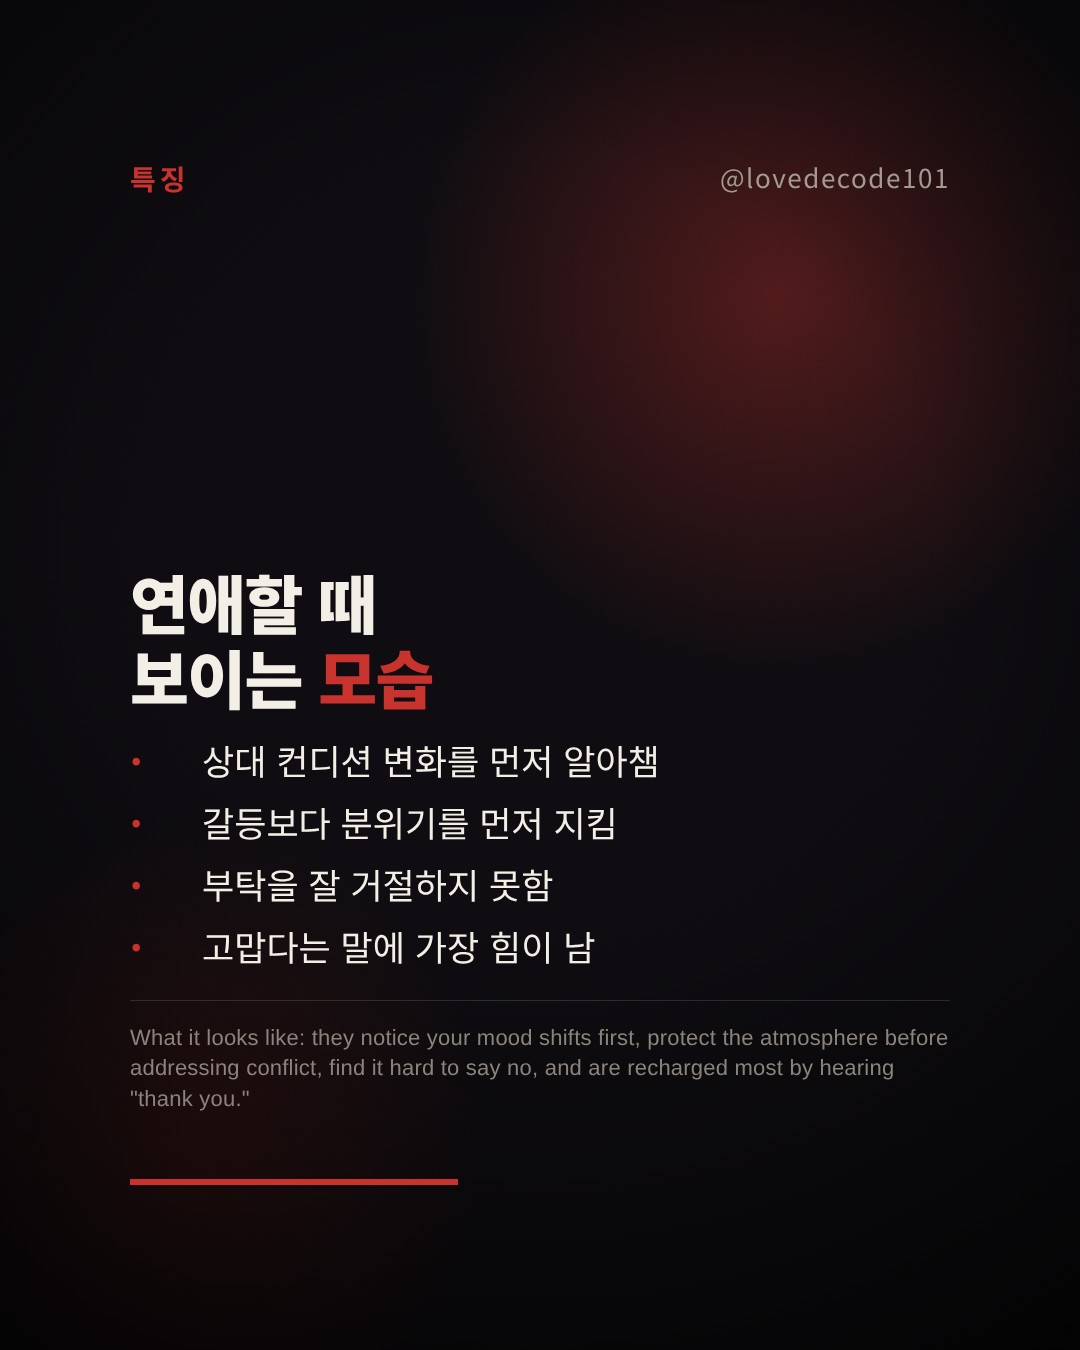 특징
@lovedecode101
연애할 때
보이는 모습
• 상대 컨디션 변화를 먼저 알아챔
• 갈등보다 분위기를 먼저 지킴
• 부탁을 잘 거절하지 못함
• 고맙다는 말에 가장 힘이 남
What it looks like: they notice your mood shifts first, protect the atmosphere before
addressing conflict, find it hard to say no, and are recharged most by hearing
"thank you."